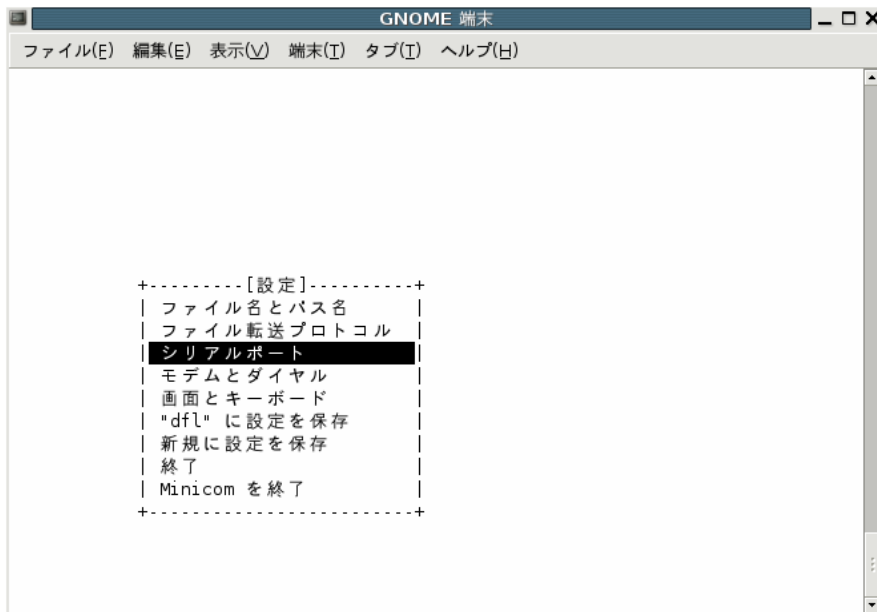 GNOME 端末
ファイル(F) 編集(E) 表示(V) 端末(T) タブ(T) ヘルプ(H)
+---------[設定]----------+
| ファイル名とパス名 |
| ファイル転送プロトコル |
| シリアルポート |
| モデムとダイヤル |
| 画面とキーボード |
| "dfl" に設定を保存 |
| 新規に設定を保存 |
| 終了 |
| Minicom を終了 |
+-------------------------+